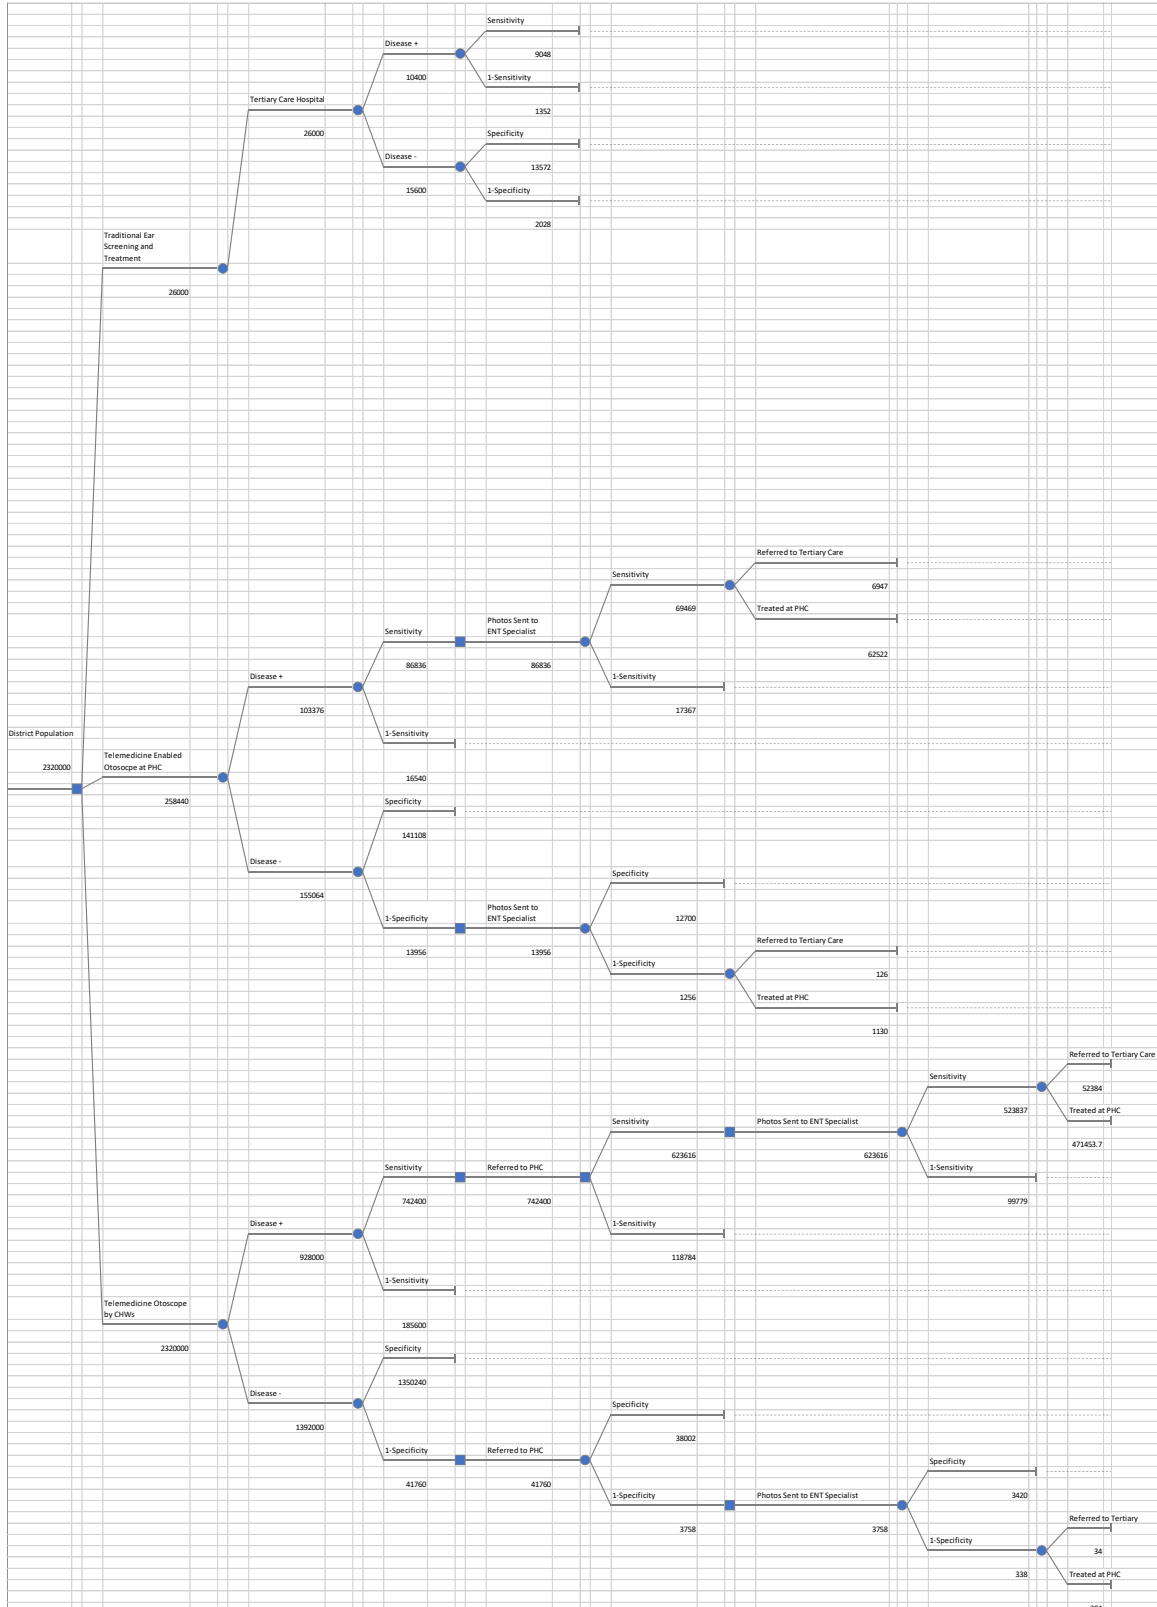 Sensitivity
Disease +
9048
10400
1-Sensitivity
Tertiary Care Hospital
1352
26000
Specificity
Disease -
13572
15600
1-Specificity
2028
Traditional Ear
Screening and
Treatment
26000
Referred to Tertiary Care
Sensitivity
6947
69469
Treated at PHC
Photos Sent to
ENT Specialist
Sensitivity
86836
86836
62522
Disease +
1-Sensitivity
103376
17367
1-Sensitivity
District Population
Telemedicine Enabled
Otosocpe at PHC
2320000
16540
258440
Specificity
141108
Disease -
155064
Specificity
Photos Sent to
ENT Specialist
1-Specificity
12700
13956
13956
Referred to Tertiary Care
1-Specificity
126
1256
Treated at PHC
1130
Referred to Tertiary Care
Sensitivity
52384
523837
Treated at PHC
Sensitivity
Photos Sent to ENT Specialist
623616
623616
471453.7
1-Sensitivity
Sensitivity
Referred to PHC
742400
742400
99779
Disease +
1-Sensitivity
928000
118784
1-Sensitivity
Telemedicine Otoscope
by CHWs
185600
2320000
Specificity
1350240
Disease -
1392000
Specificity
38002
1-Specificity
Referred to PHC
41760
41760
Specificity
1-Specificity
Photos Sent to ENT Specialist
3420
3758
3758
Referred to Tertiary
1-Specificity
34
338
Treated at PHC